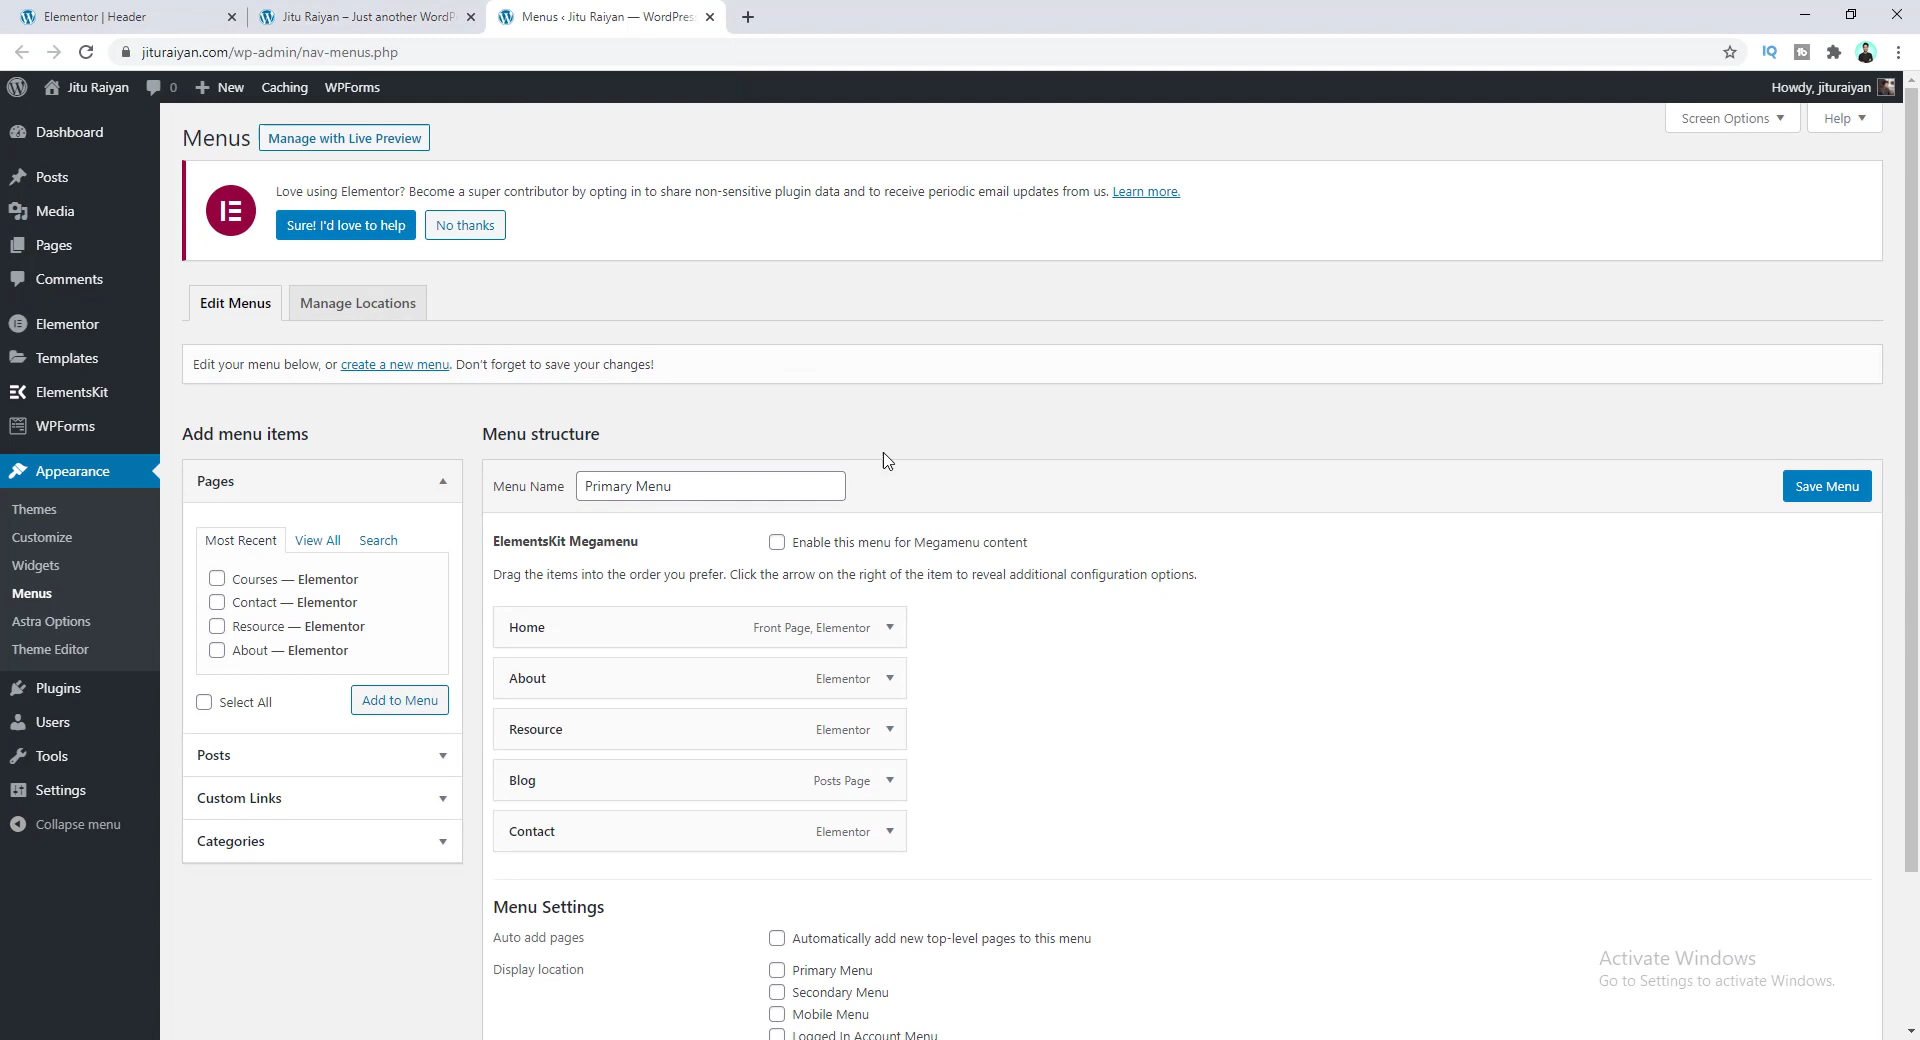 Elementor | Header
Jitu Raiyan – Just another WordP
Menus ‹ Jitu Raiyan — WordPres
jituraiyan.com/wp-admin/nav-menus.php
IQ
Jitu Raiyan
0
New
Caching
WPForms
Howdy, jituraiyan
Dashboard
Posts
Media
Pages
Comments
Elementor
Templates
ElementsKit
WPForms
Appearance
Themes
Customize
Widgets
Menus
Astra Options
Theme Editor
Plugins
Users
Tools
Settings
Collapse menu
Screen Options
Help
Menus
Manage with Live Preview
Love using Elementor? Become a super contributor by opting in to share non-sensitive plugin data and to receive periodic email updates from us. Learn more.
Sure! I'd love to help
No thanks
Edit Menus
Manage Locations
Edit your menu below, or create a new menu. Don't forget to save your changes!
Add menu items
Pages
Most Recent
View All
Search
Courses — Elementor
Contact — Elementor
Resource — Elementor
About — Elementor
Select All
Add to Menu
Posts
Custom Links
Categories
Menu structure
Menu Name
Primary Menu
Save Menu
ElementsKit Megamenu
Enable this menu for Megamenu content
Drag the items into the order you prefer. Click the arrow on the right of the item to reveal additional configuration options.
Home
Front Page, Elementor
About
Elementor
Resource
Elementor
Blog
Posts Page
Contact
Elementor
Menu Settings
Auto add pages
Automatically add new top-level pages to this menu
Display location
Primary Menu
Secondary Menu
Mobile Menu
Logged In Account Menu
Activate Windows
Go to Settings to activate Windows.